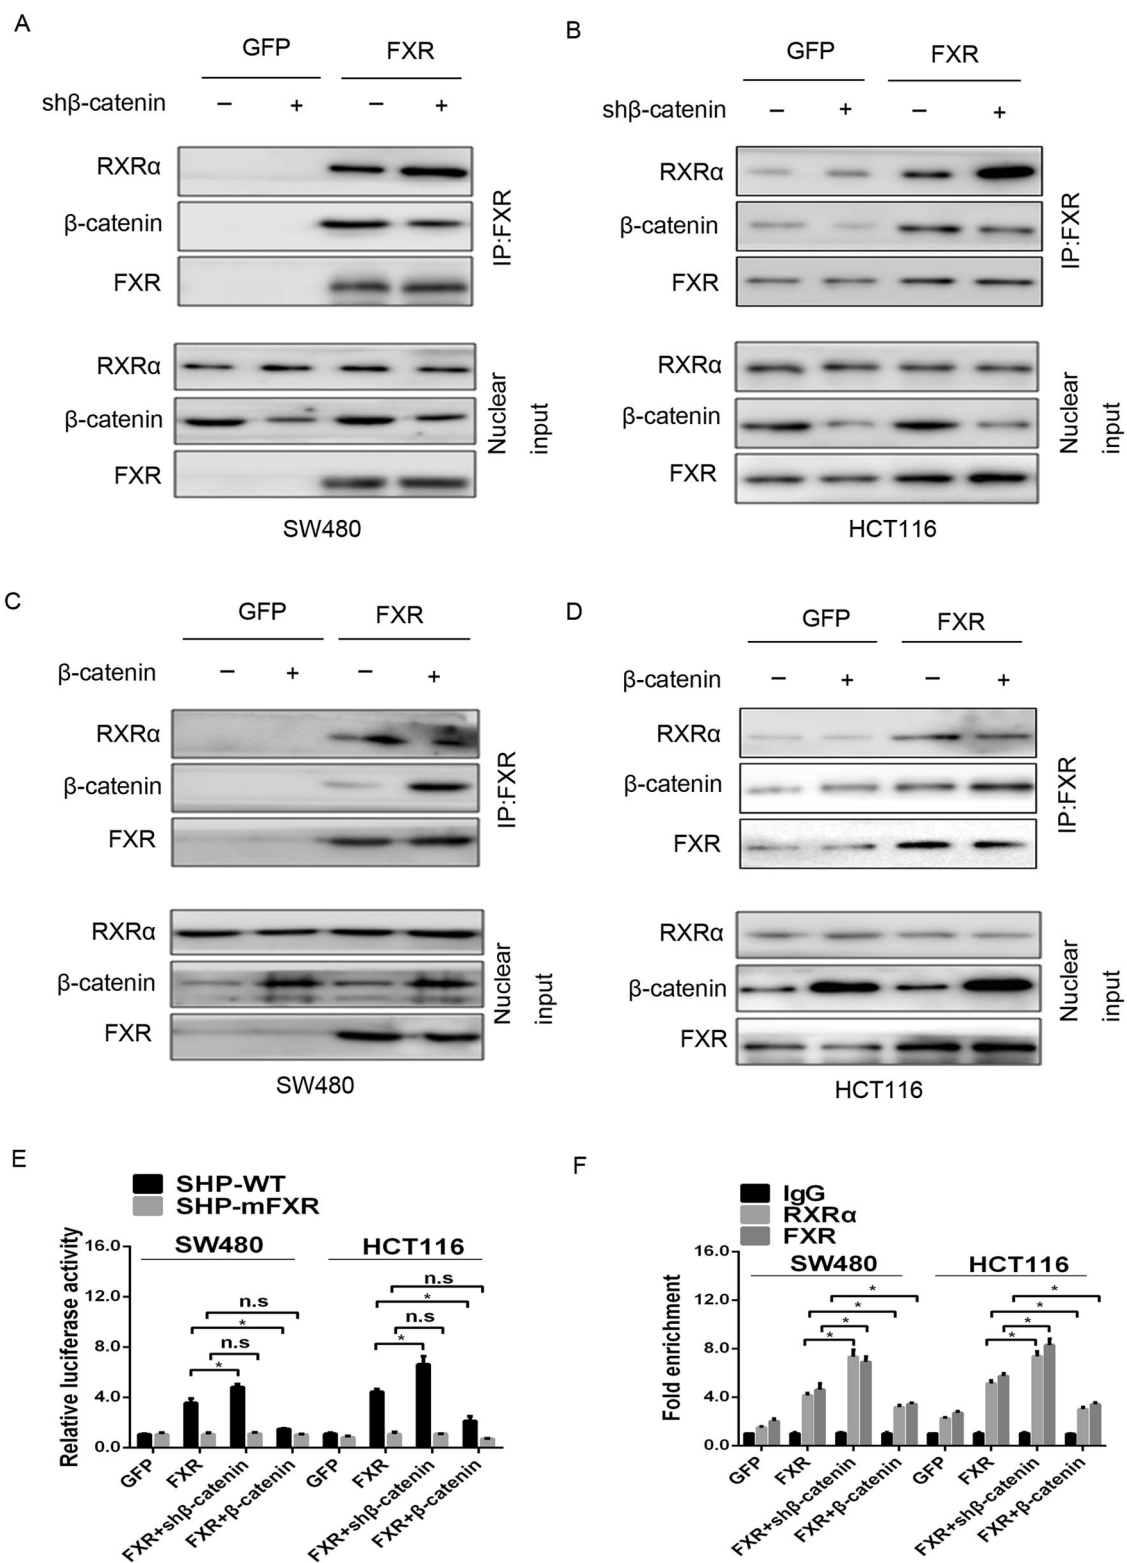 A
GFP FXR
shβ-catenin − + − +
RXRα
β-catenin
FXR
IP:FXR
RXRα
β-catenin
FXR
Nuclear
input
SW480
B
GFP FXR
shβ-catenin − + − +
RXRα
β-catenin
FXR
IP:FXR
RXRα
β-catenin
FXR
Nuclear
input
HCT116
C
GFP FXR
β-catenin − + − +
RXRα
β-catenin
FXR
IP:FXR
RXRα
β-catenin
FXR
Nuclear
input
SW480
D
GFP FXR
β-catenin − + − +
RXRα
β-catenin
FXR
IP:FXR
RXRα
β-catenin
FXR
Nuclear
input
HCT116
E
SHP-WT
SHP-mFXR
Relative luciferase activity
16.0
12.0
8.0
4.0
0.0
SW480 HCT116
n.s
*
n.s
*
n.s
*
n.s
*
GFP FXR FXR+shβ-catenin FXR+β-catenin GFP FXR FXR+shβ-catenin FXR+β-catenin
F
IgG
RXRα
FXR
Fold enrichment
16.0
12.0
8.0
4.0
0.0
SW480 HCT116
*
*
*
*
*
*
*
*
GFP FXR FXR+shβ-catenin FXR+β-catenin GFP FXR FXR+shβ-catenin FXR+β-catenin